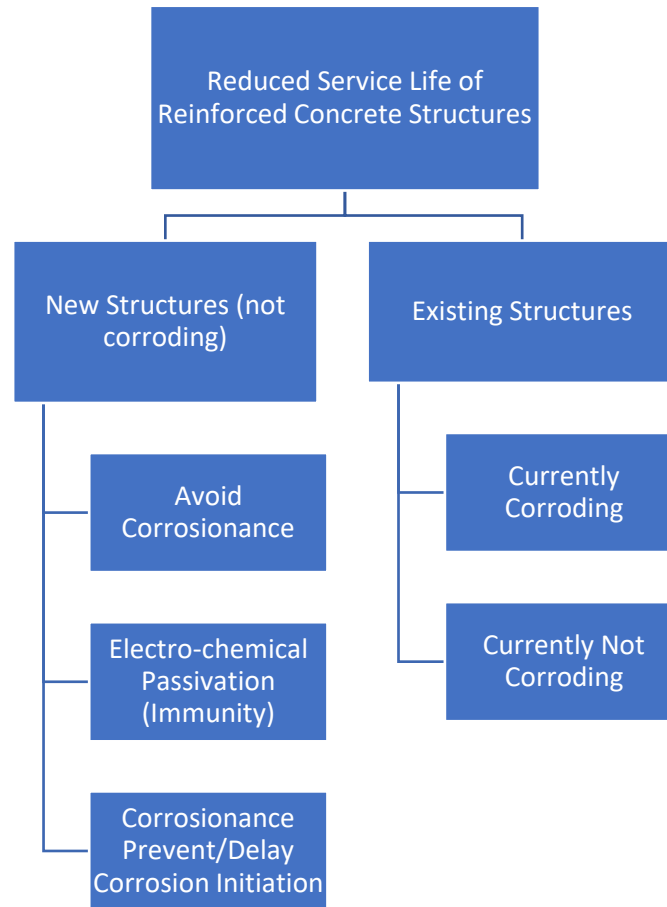 Reduced Service Life of
Reinforced Concrete Structures
New Structures (not
corroding)
Avoid
Corrosionance
Electro-chemical
Passivation
(Immunity)
Corrosionance
Prevent/Delay
Corrosion Initiation
Existing Structures
Currently
Corroding
Currently Not
Corroding